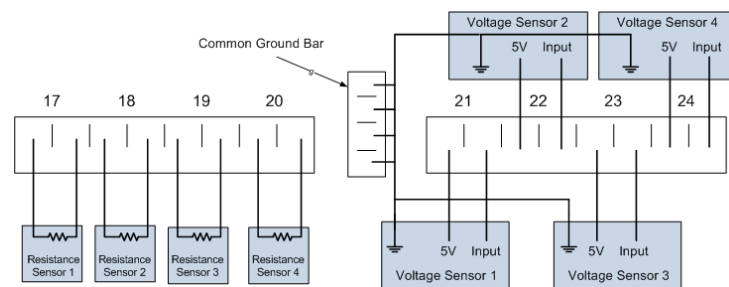 Voltage Sensor 2
Voltage Sensor 4
Common Ground Bar
5V Input
5V Input
17 18 19 20
21 22 23 24
Resistance
Sensor 1
Resistance
Sensor 2
Resistance
Sensor 3
Resistance
Sensor 4
5V Input
Voltage Sensor 1
5V Input
Voltage Sensor 3